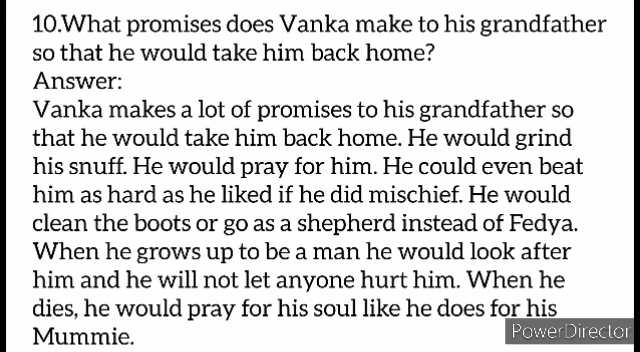 10.What promises does Vanka make to his grandfather
so that he would take him back home?
Answer:
Vanka makes a lot of promises to his grandfather so
that he would take him back home. He would grind
his snuff. He would pray for him. He could even beat
him as hard as he liked if he did mischief. He would
clean the boots or go as a shepherd instead of Fedya.
When he grows up to be a man he would look after
him and he will not let anyone hurt him. When he
dies, he would pray for his soul like he does for his
Mummie.
PowerDirector